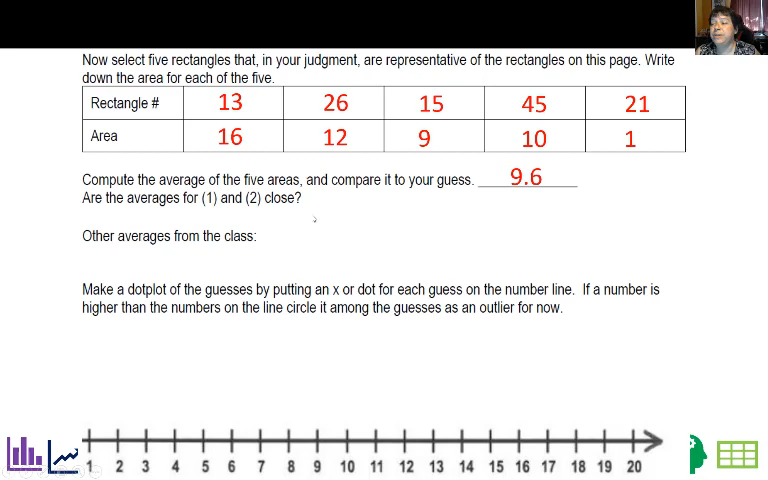 Now select five rectangles that, in your judgment, are representative of the rectangles on this page. Write
down the area for each of the five.
Rectangle # 13 26 15 45 21
Area 16 12 9 10 1
Compute the average of the five areas, and compare it to your guess. 9.6
Are the averages for (1) and (2) close?
Other averages from the class:
Make a dotplot of the guesses by putting an x or dot for each guess on the number line. If a number is
higher than the numbers on the line circle it among the guesses as an outlier for now.
1 2 3 4 5 6 7 8 9 10 11 12 13 14 15 16 17 18 19 20